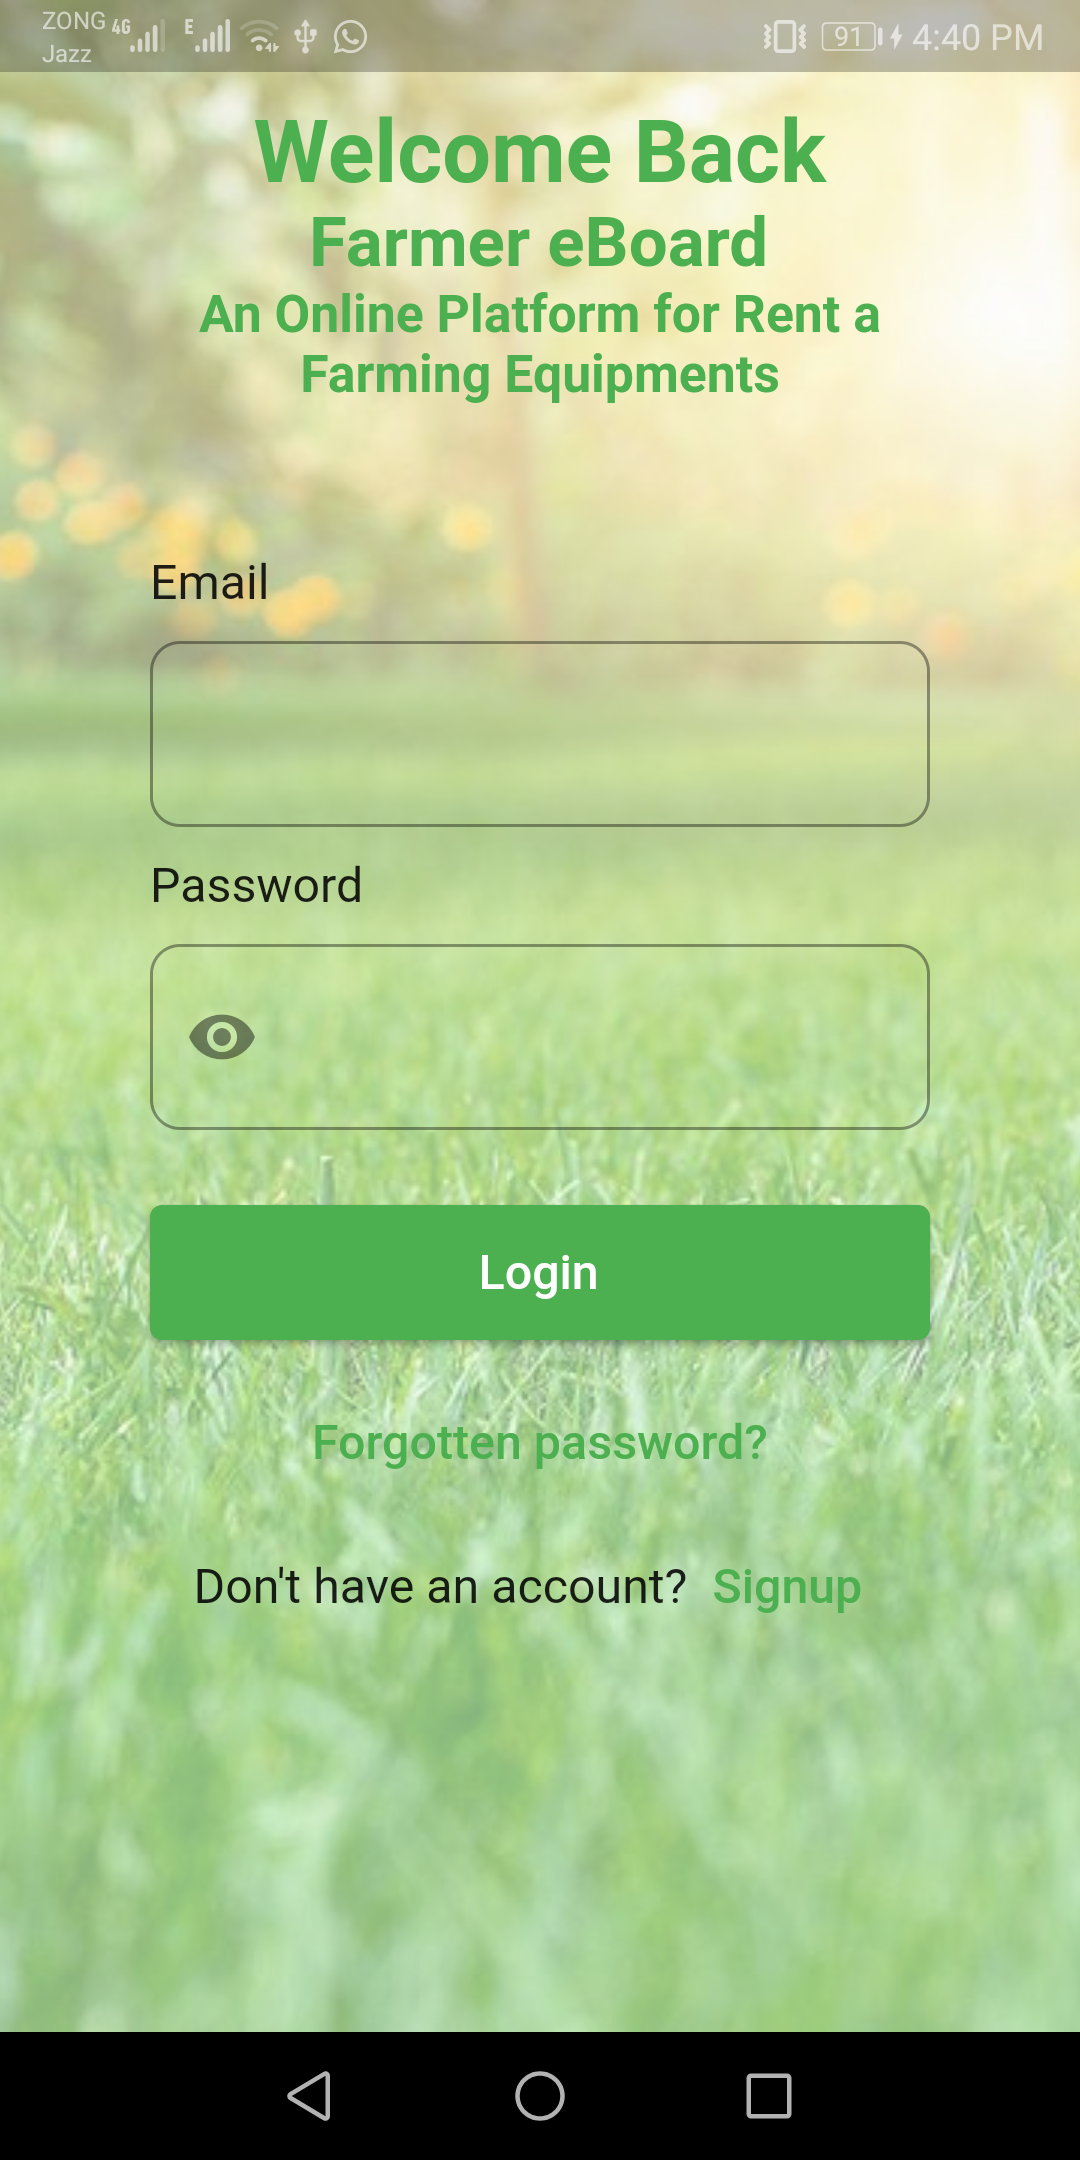 ZONG 4G E 91 4:40 PM
Jazz
Welcome Back
Farmer eBoard
An Online Platform for Rent a
Farming Equipments
Email
Password
Login
Forgotten password?
Don't have an account? Signup